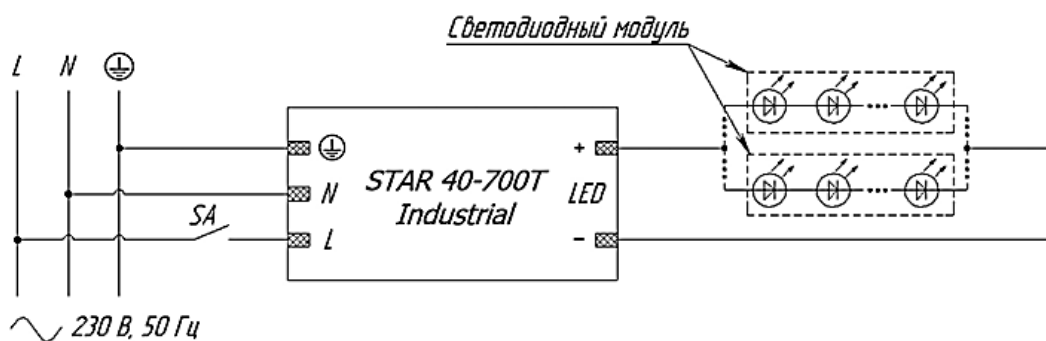 Светодиодный модуль
L N
STAR 40-700T
Industrial
N
L
SA
+
LED
-
230 В, 50 Гц